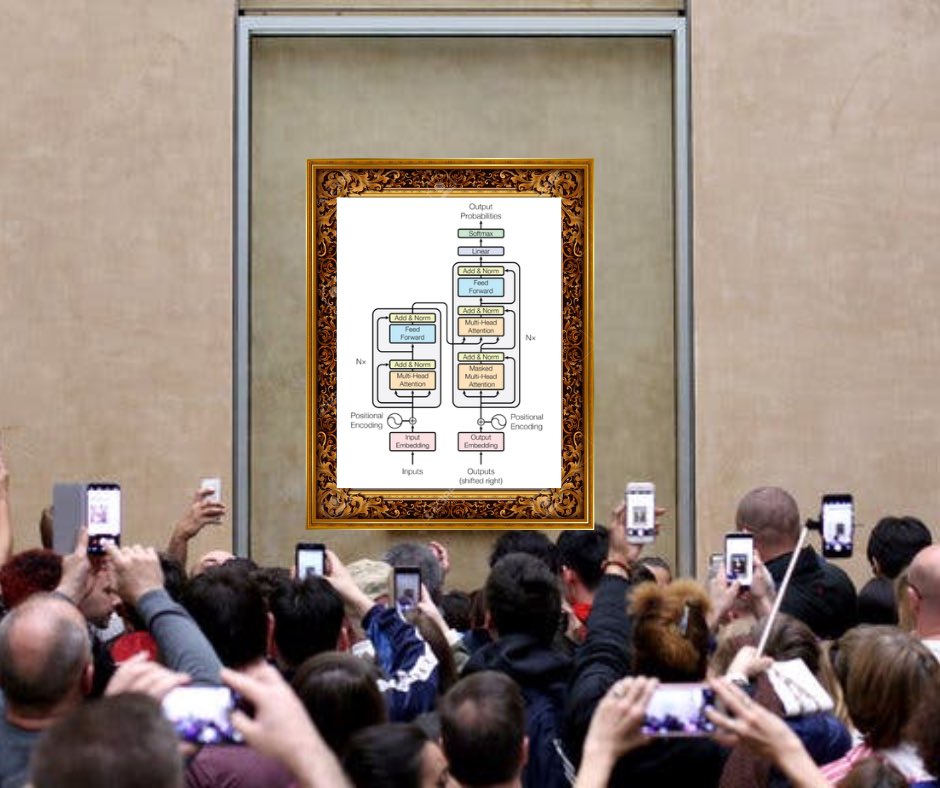 Output
Probabilities
Softmax
Linear
Add & Norm
Feed
Forward
Add & Norm
Multi-Head
Attention
Add & Norm
Masked
Multi-Head
Attention
Nx
Add & Norm
Feed
Forward
Add & Norm
Multi-Head
Attention
Nx
Positional
Encoding
Positional
Encoding
Input
Embedding
Output
Embedding
Inputs
Outputs
(shifted right)